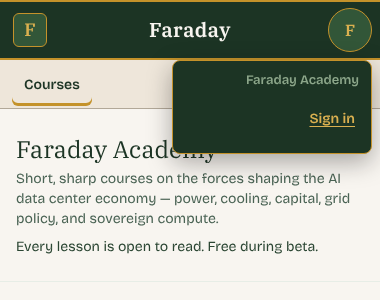 F
Faraday
F
Courses
Faraday Academy
Sign in
Faraday Academy
Short, sharp courses on the forces shaping the AI
data center economy — power, cooling, capital, grid
policy, and sovereign compute.
Every lesson is open to read. Free during beta.